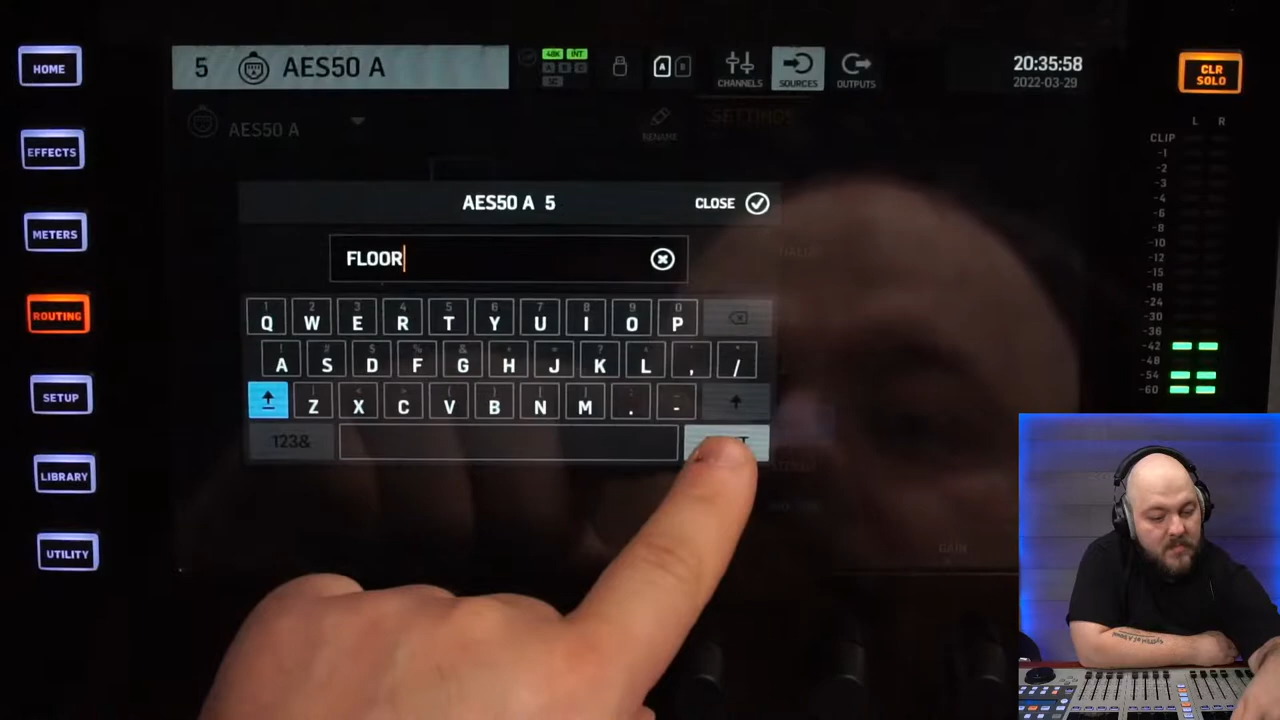 HOME
EFFECTS
METERS
ROUTING
SETUP
LIBRARY
UTILITY
5 AES50 A
48K INT
A B C
SC
A B
CHANNELS
SOURCES
OUTPUTS
20:35:58
2022-03-29
CLR SOLO
AES50 A
RENAME
SETTINGS
AES50 A 5
CLOSE
FLOOR
1 2 3 4 5 6 7 8 9 0
Q W E R T Y U I O P
A S D F G H J K L , /
Z X C V B N M . -
123&
GAIN
L R
CLIP
-1
-2
-3
-4
-6
-8
-10
-12
-15
-18
-24
-30
-36
-42
-48
-54
-60